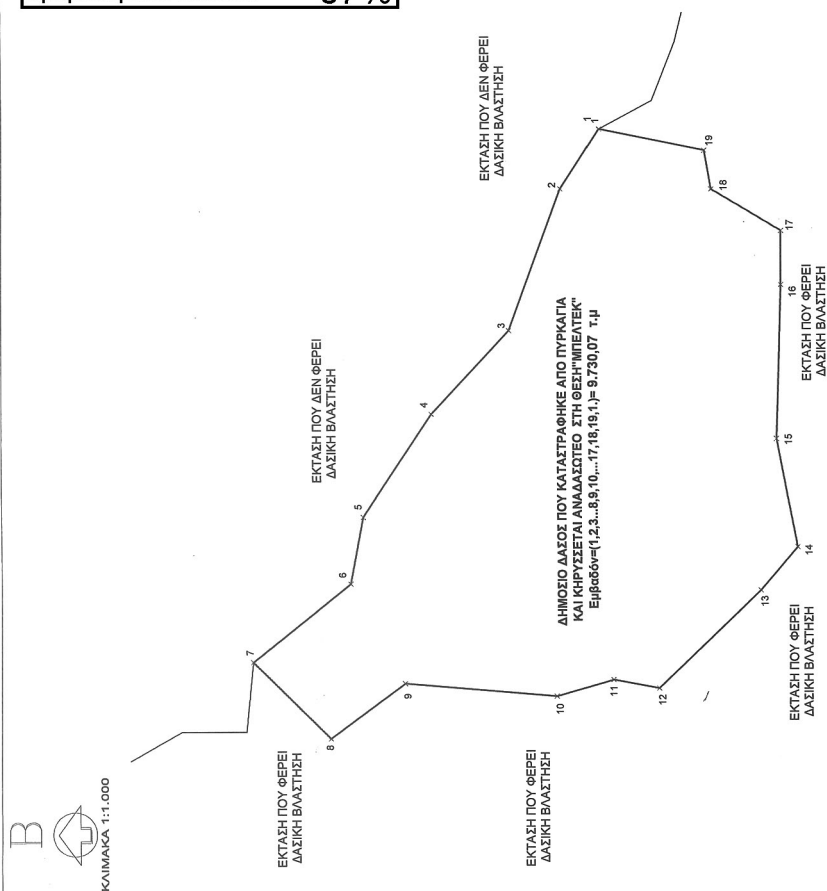 67%
Β
ΚΛΙΜΑΚΑ 1:1.000
ΕΚΤΑΣΗ ΠΟΥ ΔΕΝ ΦΕΡΕΙ
ΔΑΣΙΚΗ ΒΛΑΣΤΗΣΗ
ΕΚΤΑΣΗ ΠΟΥ ΔΕΝ ΦΕΡΕΙ
ΔΑΣΙΚΗ ΒΛΑΣΤΗΣΗ
ΕΚΤΑΣΗ ΠΟΥ ΦΕΡΕΙ
ΔΑΣΙΚΗ ΒΛΑΣΤΗΣΗ
ΕΚΤΑΣΗ ΠΟΥ ΦΕΡΕΙ
ΔΑΣΙΚΗ ΒΛΑΣΤΗΣΗ
ΔΗΜΟΣΙΟ ΔΑΣΟΣ ΠΟΥ ΚΑΤΑΣΤΡΑΦΗΚΕ ΑΠΟ ΠΥΡΚΑΓΙΑ
ΚΑΙ ΚΗΡΥΣΣΕΤΑΙ ΑΝΑΔΑΣΩΤΕΟ ΣΤΗ ΘΕΣΗ"ΜΠΕΛΤΕΚ"
Εμβαδόν=(1,2,3...8,9,10,...17,18,19,1.)= 9.730,07 τ.μ
ΕΚΤΑΣΗ ΠΟΥ ΦΕΡΕΙ
ΔΑΣΙΚΗ ΒΛΑΣΤΗΣΗ
ΕΚΤΑΣΗ ΠΟΥ ΦΕΡΕΙ
ΔΑΣΙΚΗ ΒΛΑΣΤΗΣΗ
1
1
2
3
4
5
6
7
8
9
10
11
12
13
14
15
16
17
18
19